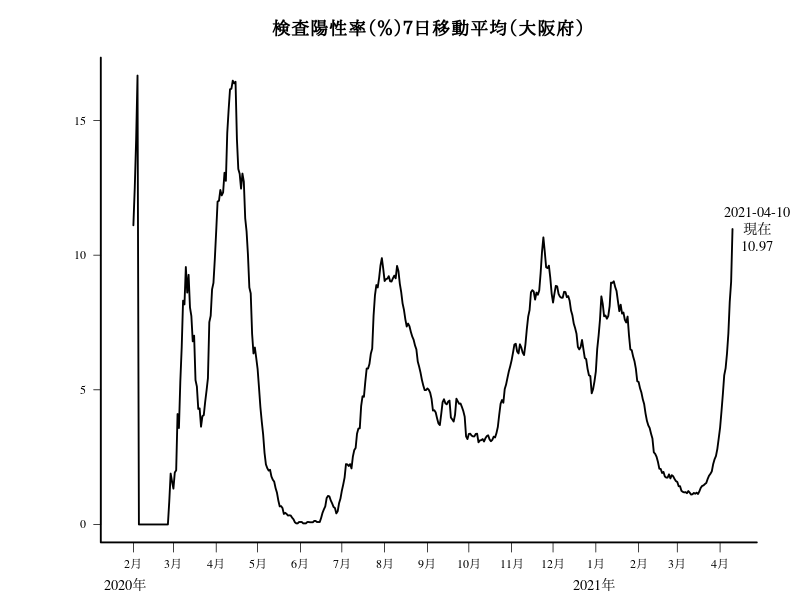 検査陽性率(%)7日移動平均(大阪府)
15
10
5
0
2021-04-10
現在
10.97
2月 3月 4月 5月 6月 7月 8月 9月 10月 11月 12月 1月 2月 3月 4月
2020年 2021年